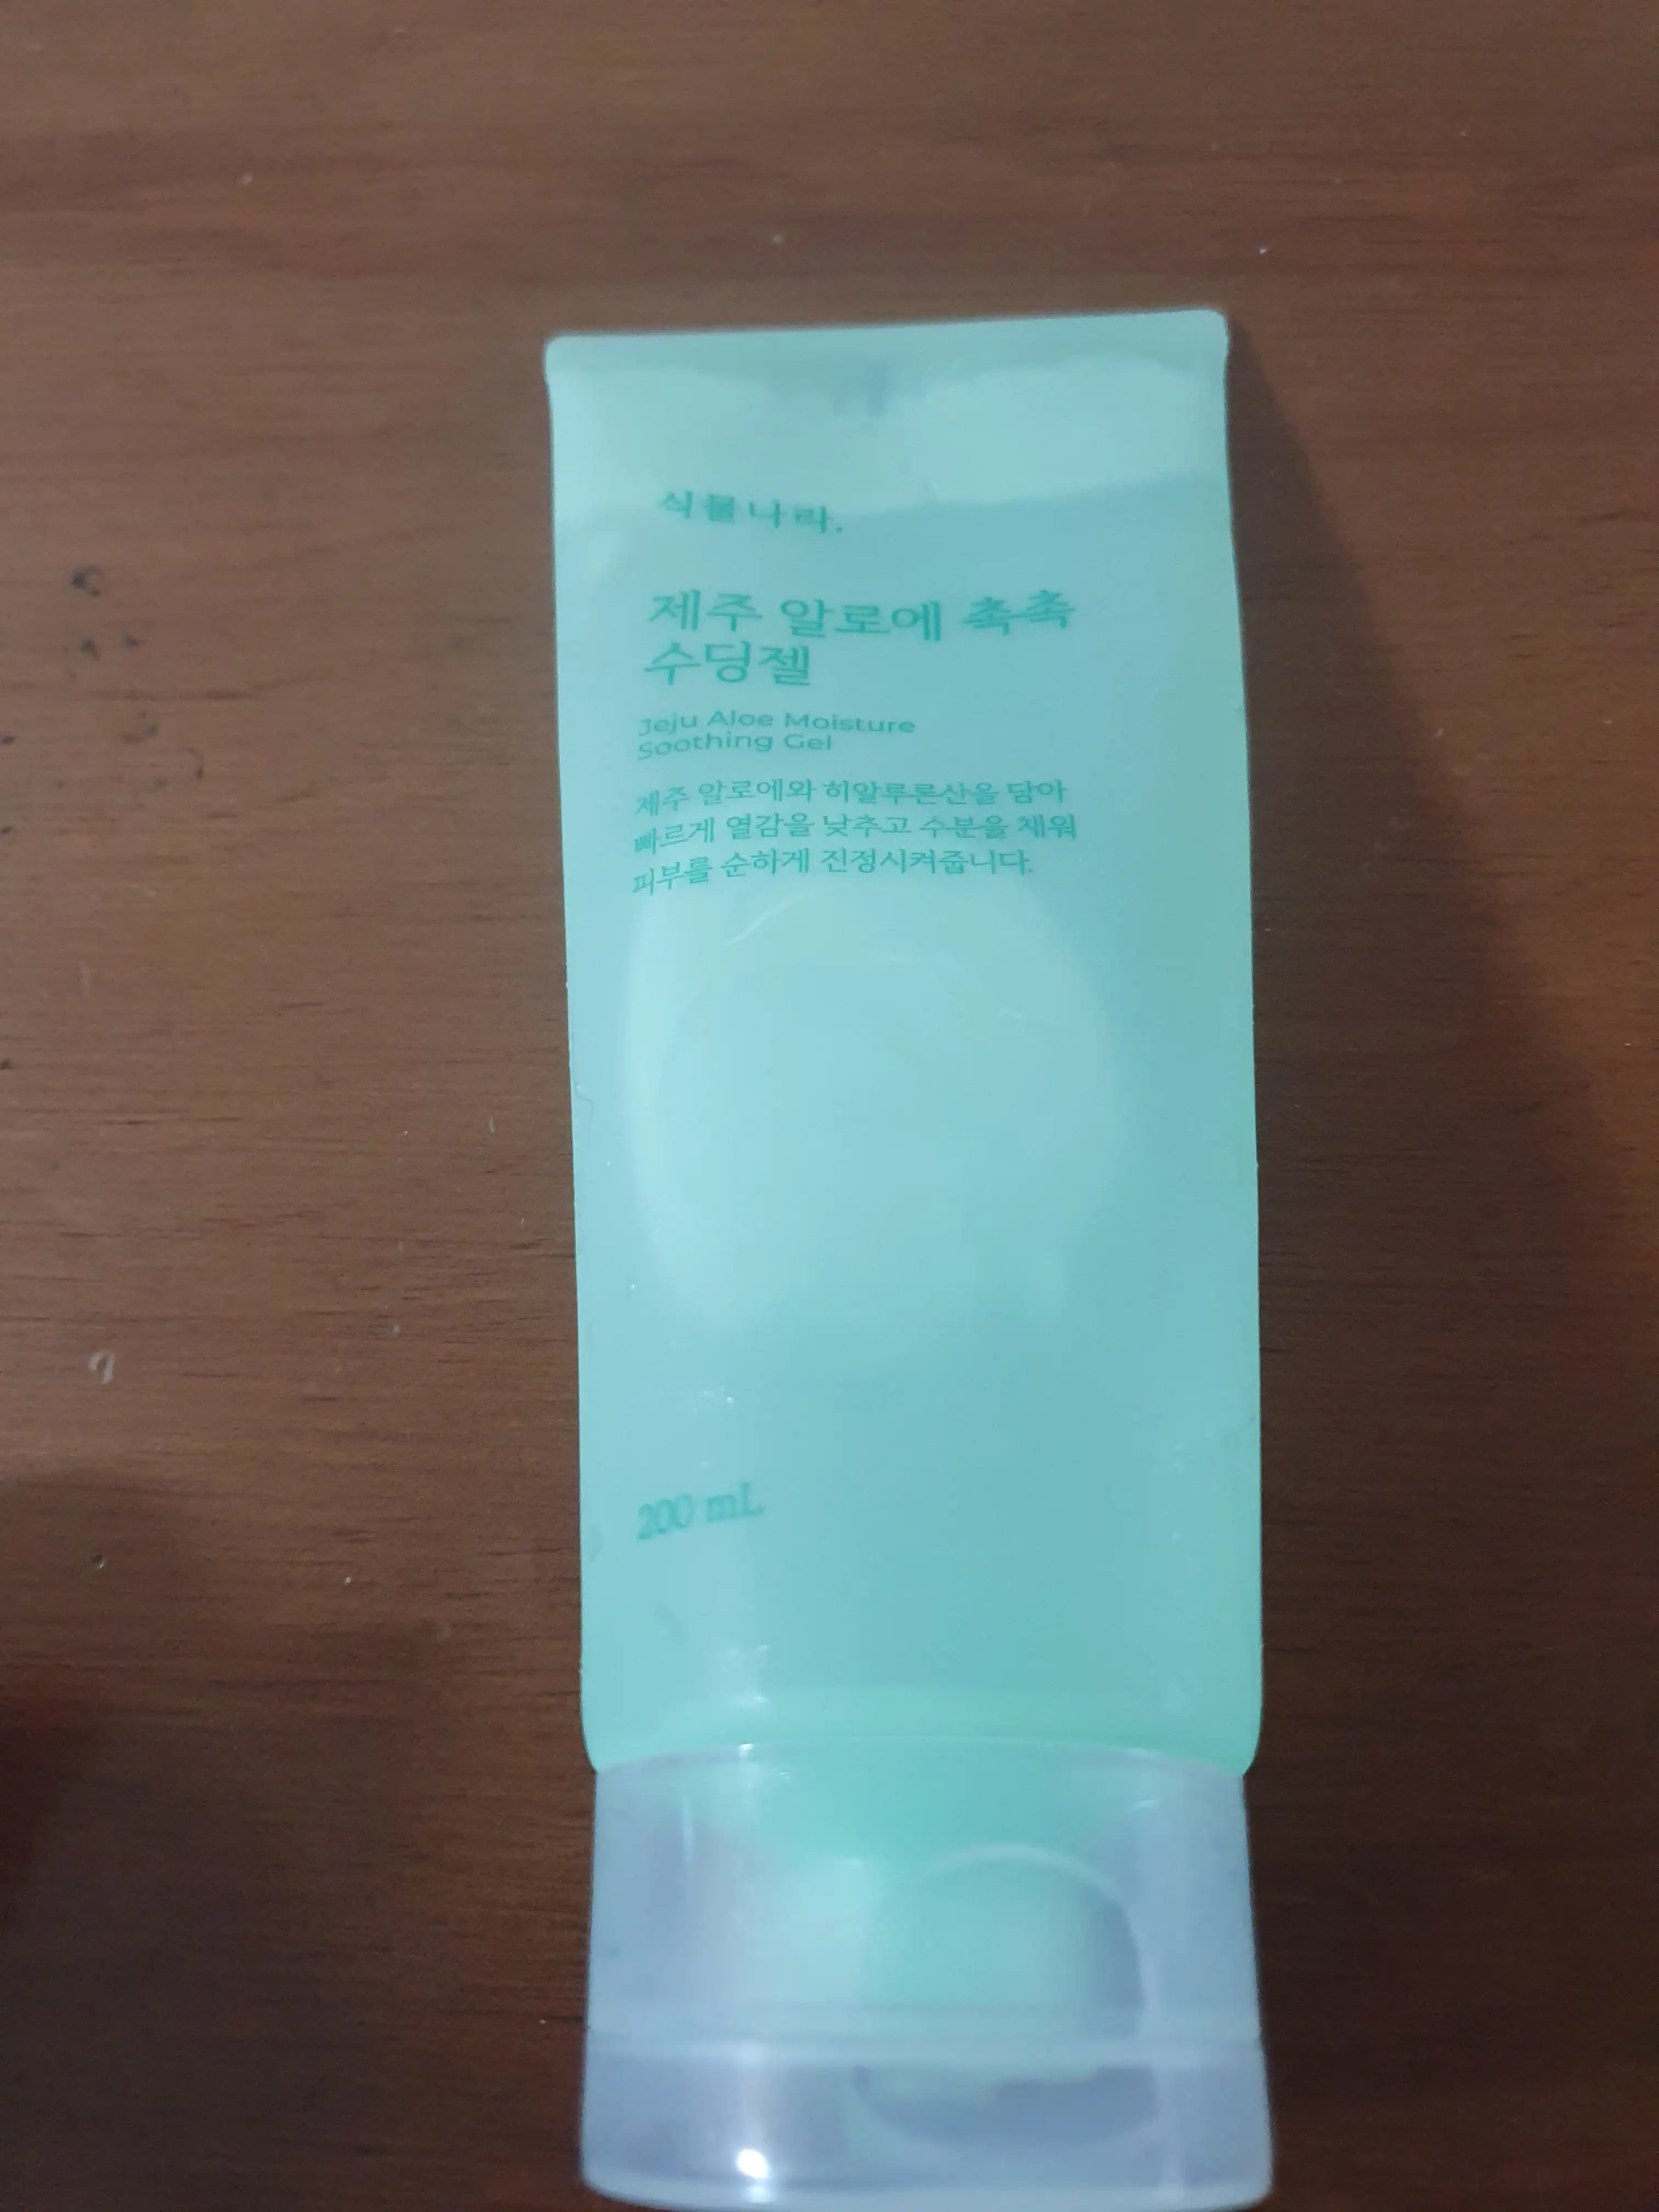 식물나라.
제주 알로에 촉촉
수딩젤
Jeju Aloe Moisture
Soothing Gel
제주 알로에와 히알루론산을 담아
빠르게 열감을 낮추고 수분을 채워
피부를 순하게 진정시켜줍니다.
200 mL